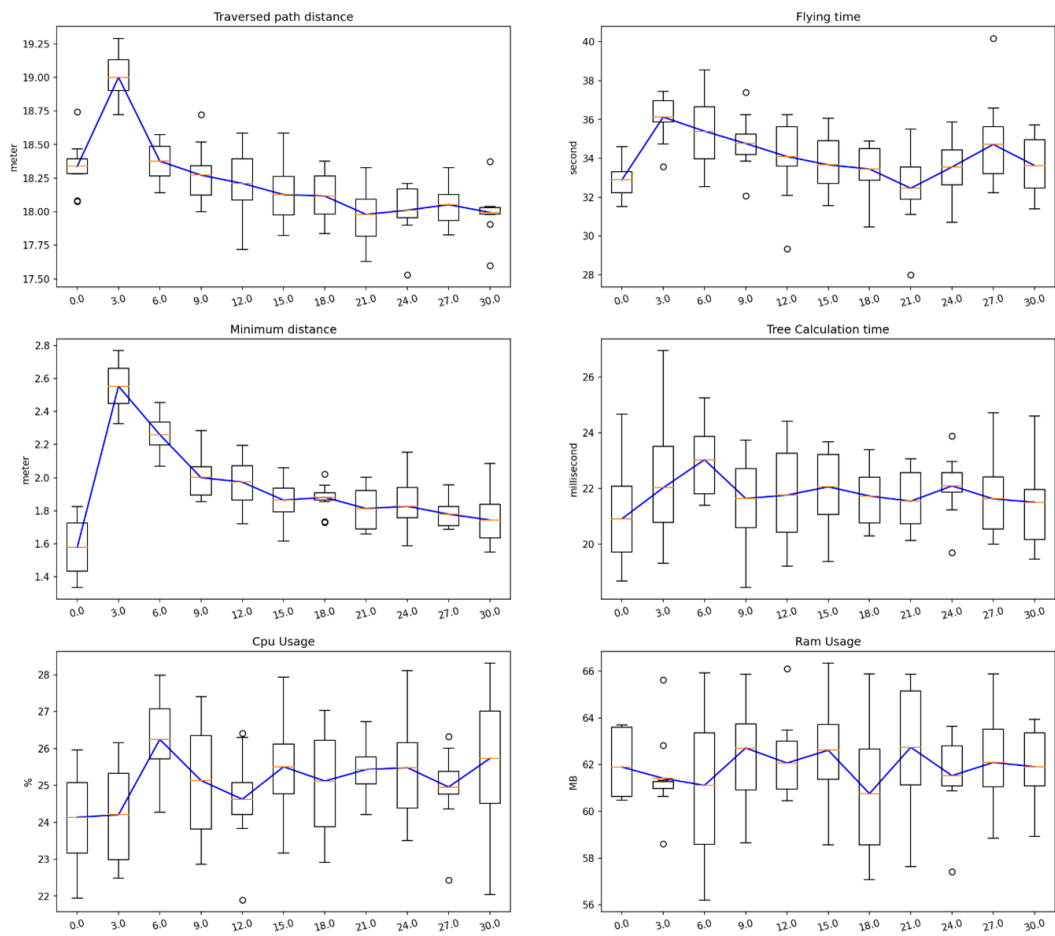 Traversed path distance
meter
19.25
19.00
18.75
18.50
18.25
18.00
17.75
17.50
0.0 3.0 6.0 9.0 12.0 15.0 18.0 21.0 24.0 27.0 30.0
Flying time
second
40
38
36
34
32
30
28
0.0 3.0 6.0 9.0 12.0 15.0 18.0 21.0 24.0 27.0 30.0
Minimum distance
meter
2.8
2.6
2.4
2.2
2.0
1.8
1.6
1.4
0.0 3.0 6.0 9.0 12.0 15.0 18.0 21.0 24.0 27.0 30.0
Tree Calculation time
millisecond
26
24
22
20
0.0 3.0 6.0 9.0 12.0 15.0 18.0 21.0 24.0 27.0 30.0
Cpu Usage
%
28
27
26
25
24
23
22
0.0 3.0 6.0 9.0 12.0 15.0 18.0 21.0 24.0 27.0 30.0
Ram Usage
MB
66
64
62
60
58
56
0.0 3.0 6.0 9.0 12.0 15.0 18.0 21.0 24.0 27.0 30.0